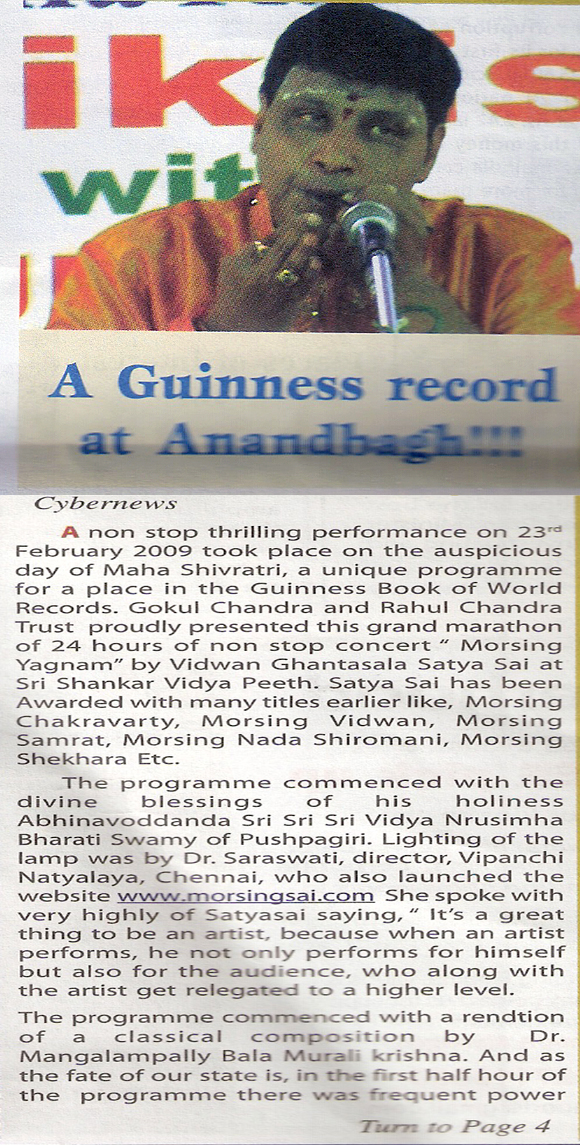 ik is
wit
A Guinness record
at Anandbagh!!!
Cybernews
A non stop thrilling performance on 23rd
February 2009 took place on the auspicious
day of Maha Shivratri, a unique programme
for a place in the Guinness Book of World
Records. Gokul Chandra and Rahul Chandra
Trust proudly presented this grand marathon
of 24 hours of non stop concert “ Morsing
Yagnam” by Vidwan Ghantasala Satya Sai at
Sri Shankar Vidya Peeth. Satya Sai has been
Awarded with many titles earlier like, Morsing
Chakravarty, Morsing Vidwan, Morsing
Samrat, Morsing Nada Shiromani, Morsing
Shekhara Etc.
The programme commenced with the
divine blessings of his holiness
Abhinavoddanda Sri Sri Sri Vidya Nrusimha
Bharati Swamy of Pushpagiri. Lighting of the
lamp was by Dr. Saraswati, director, Vipanchi
Natyalaya, Chennai, who also launched the
website www.morsingsai.com She spoke with
very highly of Satyasai saying, “ It’s a great
thing to be an artist, because when an artist
performs, he not only performs for himself
but also for the audience, who along with
the artist get relegated to a higher level.
The programme commenced with a rendtion
of a classical composition by Dr.
Mangalampally Bala Murali krishna. And as
the fate of our state is, in the first half hour of
the programme there was frequent power
Turn to Page 4